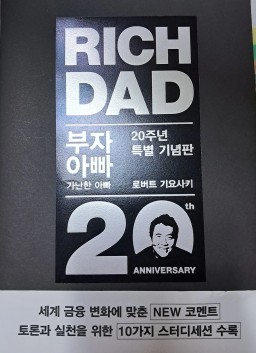 RICH
DAD
부자
아빠
가난한 아빠
20주년
특별 기념판
로버트 기요사키
20th
ANNIVERSARY
세계 금융 변화에 맞춘 NEW 코멘트
토론과 실천을 위한 10가지 스터디세션 수록